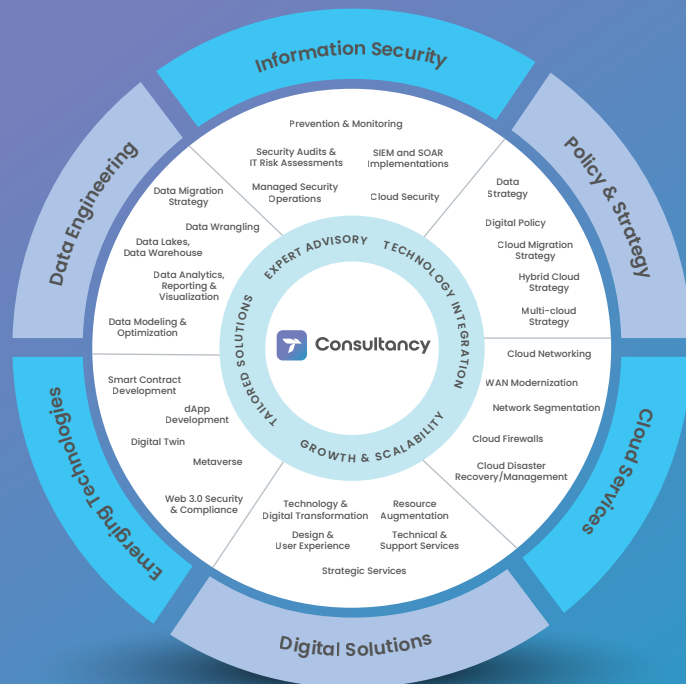 Information Security
Prevention & Monitoring
Security Audits &
IT Risk Assessments
SIEM and SOAR
Implementations
Managed Security
Operations
Cloud Security
Policy & Strategy
Data
Strategy
Digital Policy
Cloud Migration
Strategy
Hybrid Cloud
Strategy
Multi-cloud
Strategy
Cloud Services
Cloud Networking
WAN Modernization
Network Segmentation
Cloud Firewalls
Cloud Disaster
Recovery/Management
Digital Solutions
Technology &
Digital Transformation
Resource
Augmentation
Design &
User Experience
Technical &
Support Services
Strategic Services
Emerging Technologies
Smart Contract
Development
dApp
Development
Digital Twin
Metaverse
Web 3.0 Security
& Compliance
Data Engineering
Data Migration
Strategy
Data Wrangling
Data Lakes,
Data Warehouse
Data Analytics,
Reporting &
Visualization
Data Modeling &
Optimization
EXPERT ADVISORY
TECHNOLOGY INTEGRATION
GROWTH & SCALABILITY
TAILORED SOLUTIONS
Consultancy